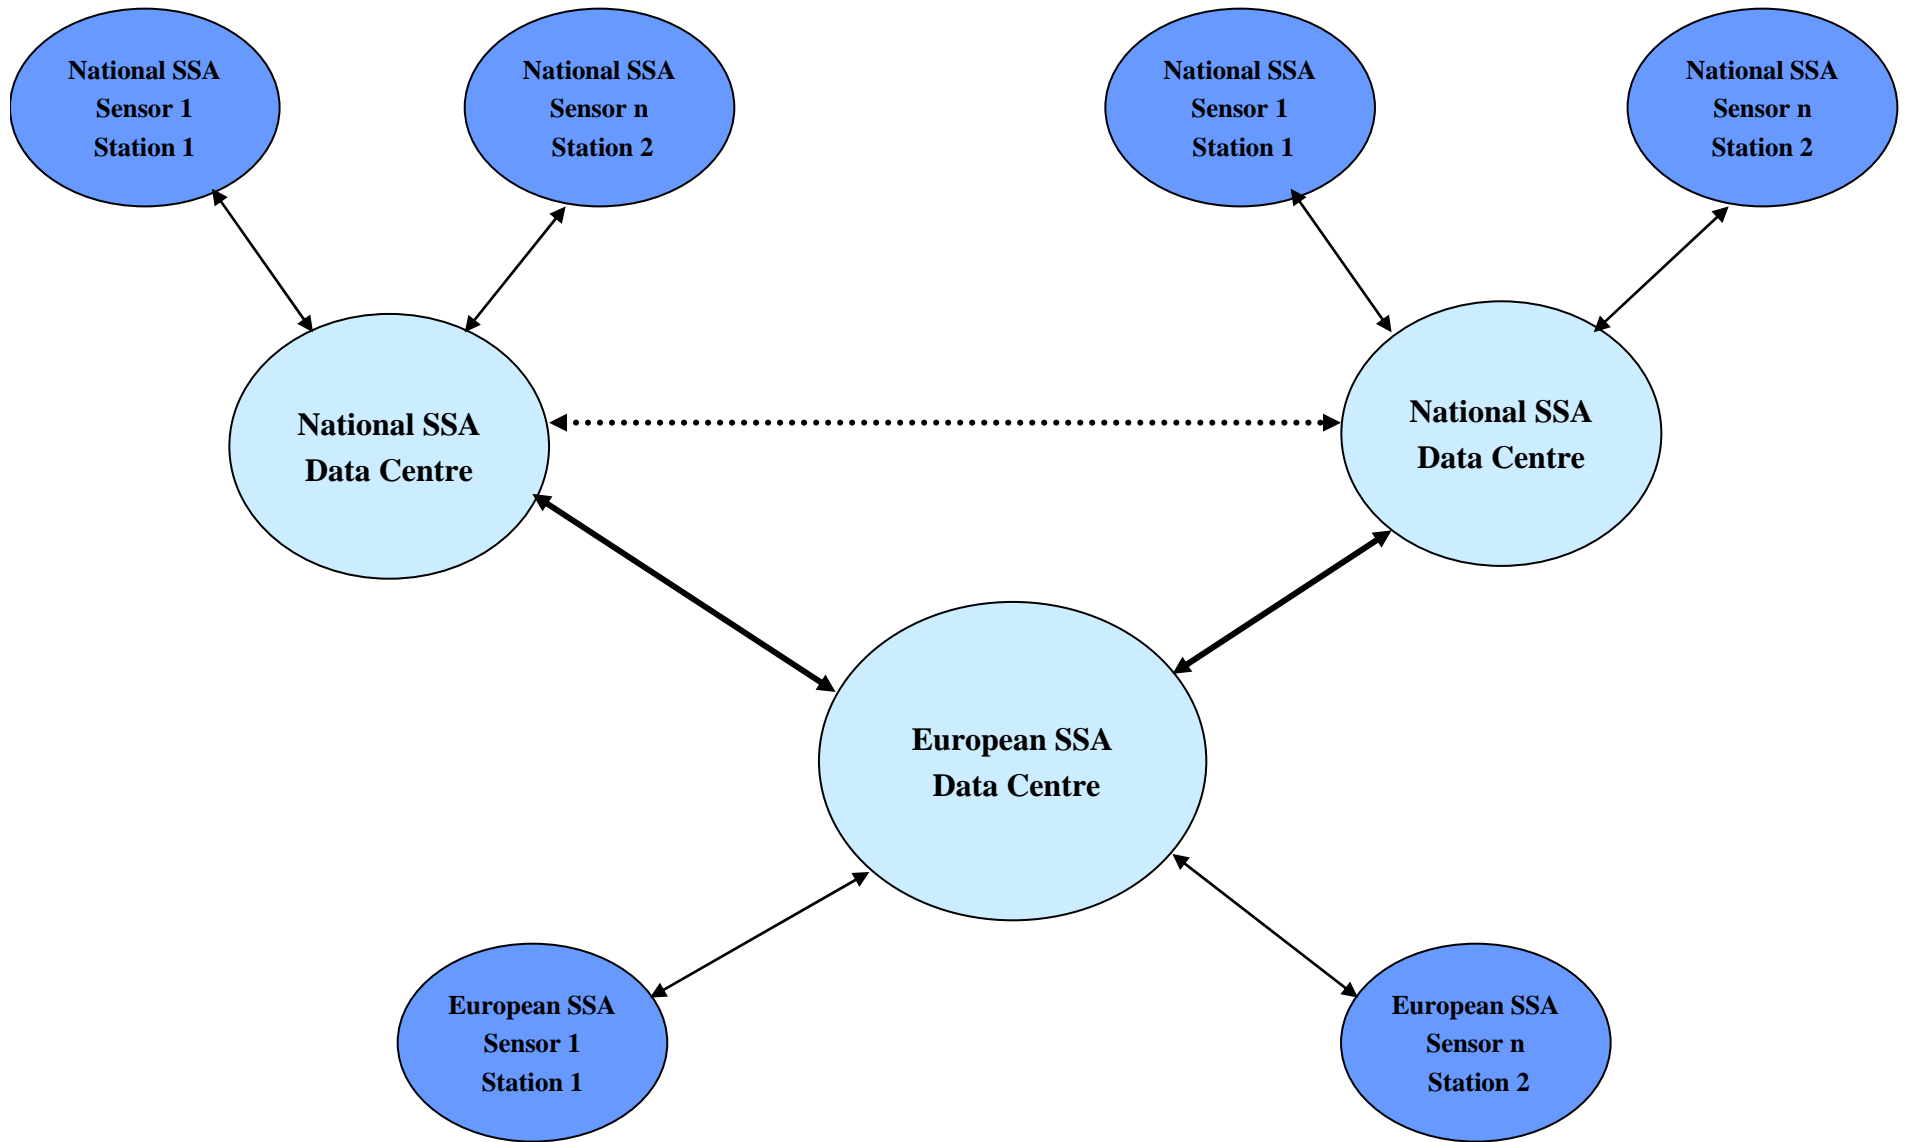 National SSA
Sensor 1
Station 1
National SSA
Sensor n
Station 2
National SSA
Sensor 1
Station 1
National SSA
Sensor n
Station 2
National SSA
Data Centre
National SSA
Data Centre
European SSA
Data Centre
European SSA
Sensor 1
Station 1
European SSA
Sensor n
Station 2